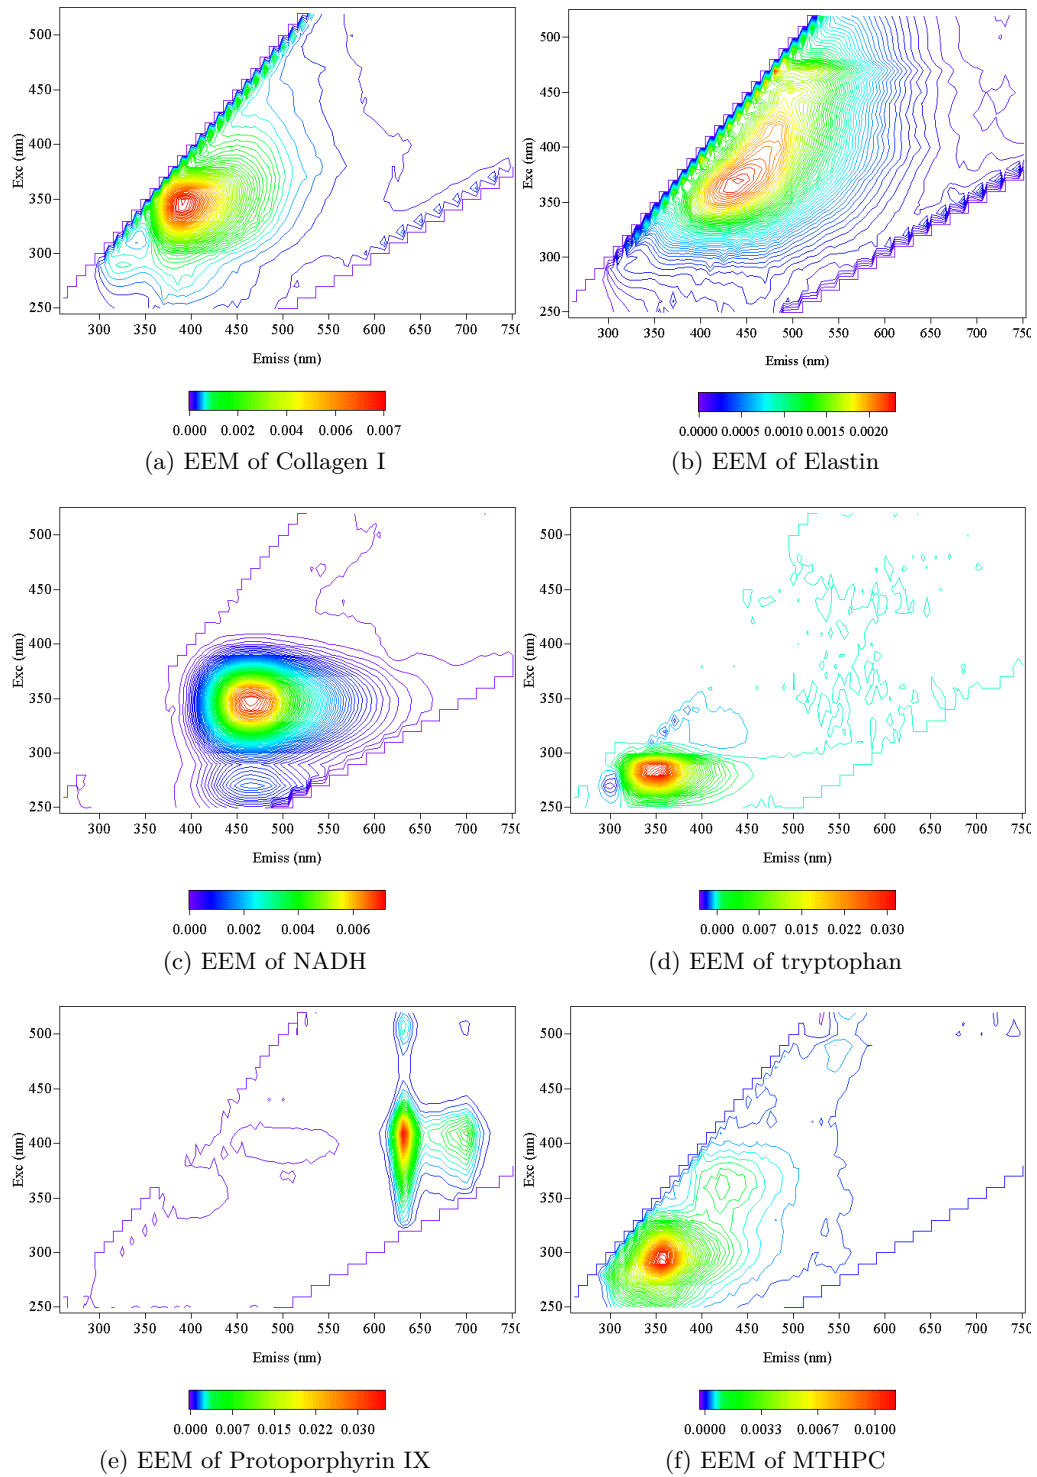 500
450
400
350
300
250
Exc (nm)
300 350 400 450 500 550 600 650 700 750
Emiss (nm)
0.000 0.002 0.004 0.006 0.007
(a) EEM of Collagen I
500
450
400
350
300
250
Exc (nm)
300 350 400 450 500 550 600 650 700 750
Emiss (nm)
0.0000 0.0005 0.0010 0.0015 0.0020
(b) EEM of Elastin
500
450
400
350
300
250
Exc (nm)
300 350 400 450 500 550 600 650 700 750
Emiss (nm)
0.000 0.002 0.004 0.006
(c) EEM of NADH
500
450
400
350
300
250
Exc (nm)
300 350 400 450 500 550 600 650 700 750
Emiss (nm)
0.000 0.007 0.015 0.022 0.030
(d) EEM of tryptophan
500
450
400
350
300
250
Exc (nm)
300 350 400 450 500 550 600 650 700 750
Emiss (nm)
0.000 0.007 0.015 0.022 0.030
(e) EEM of Protoporphyrin IX
500
450
400
350
300
250
Exc (nm)
300 350 400 450 500 550 600 650 700 750
Emiss (nm)
0.0000 0.0033 0.0067 0.0100
(f) EEM of MTHPC